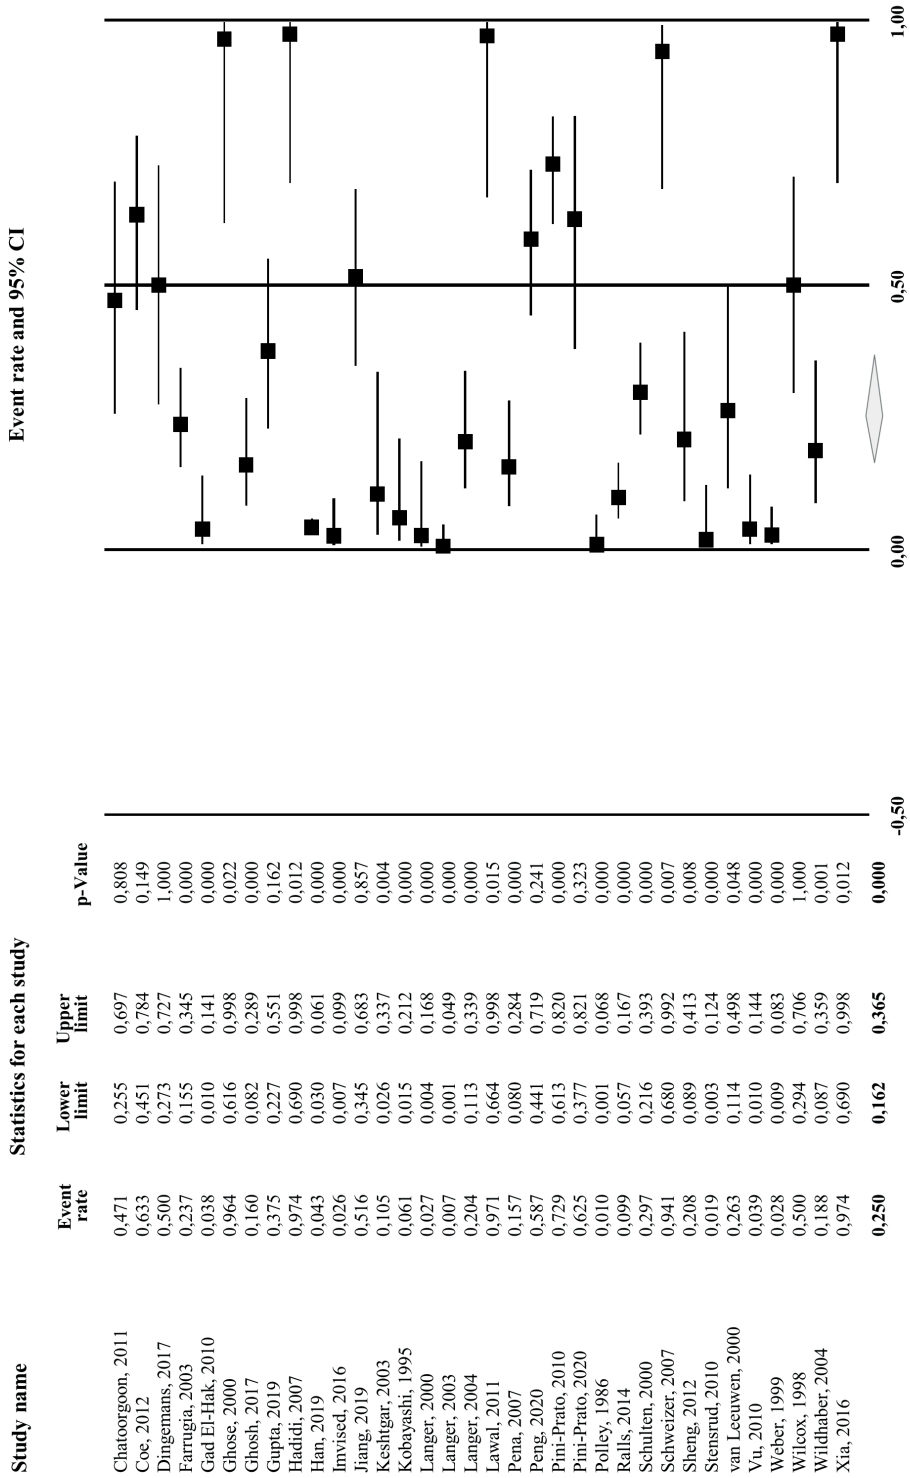 Study name Statistics for each study Event rate and 95% CI
Event rate Lower limit Upper limit p-Value
Chatoorgoon, 2011 0,471 0,255 0,697 0,808
Coe, 2012 0,633 0,451 0,784 0,149
Dingemans, 2017 0,500 0,273 0,727 1,000
Farrugia, 2003 0,237 0,155 0,345 0,000
Gad El-Hak, 2010 0,038 0,010 0,141 0,000
Ghose, 2000 0,964 0,616 0,998 0,022
Ghosh, 2017 0,160 0,082 0,289 0,000
Gupta, 2019 0,375 0,227 0,551 0,162
Hadidi, 2007 0,974 0,690 0,998 0,012
Han, 2019 0,043 0,030 0,061 0,000
Imvised, 2016 0,026 0,007 0,099 0,000
Jiang, 2019 0,516 0,345 0,683 0,857
Keshtgar, 2003 0,105 0,026 0,337 0,004
Kobayashi, 1995 0,061 0,015 0,212 0,000
Langer, 2000 0,027 0,004 0,168 0,000
Langer, 2003 0,007 0,001 0,049 0,000
Langer, 2004 0,204 0,113 0,339 0,000
Lawal, 2011 0,971 0,664 0,998 0,015
Pena, 2007 0,157 0,080 0,284 0,000
Peng, 2020 0,587 0,441 0,719 0,241
Pini-Prato, 2010 0,729 0,613 0,820 0,000
Pini-Prato, 2020 0,625 0,377 0,821 0,323
Polley, 1986 0,010 0,001 0,068 0,000
Ralls, 2014 0,099 0,057 0,167 0,000
Schulten, 2000 0,297 0,216 0,393 0,000
Schweizer, 2007 0,941 0,680 0,992 0,007
Sheng, 2012 0,208 0,089 0,413 0,008
Stensrud, 2010 0,019 0,003 0,124 0,000
van Leeuwen, 2000 0,263 0,114 0,498 0,048
Vu, 2010 0,039 0,010 0,144 0,000
Weber, 1999 0,028 0,009 0,083 0,000
Wilcox, 1998 0,500 0,294 0,706 1,000
Wildhaber, 2004 0,188 0,087 0,359 0,001
Xia, 2016 0,974 0,690 0,998 0,012
0,250 0,162 0,365 0,000
-0,50 0,00 0,50 1,00